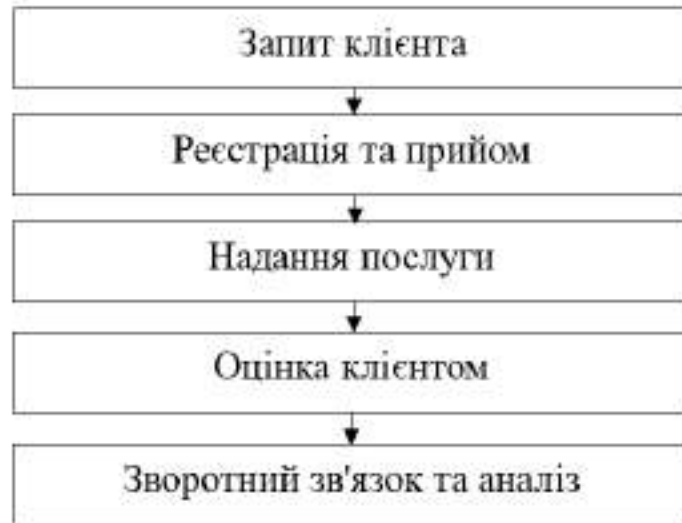 Запит клієнта
Реєстрація та прийом
Надання послуги
Оцінка клієнтом
Зворотний зв'язок та аналіз